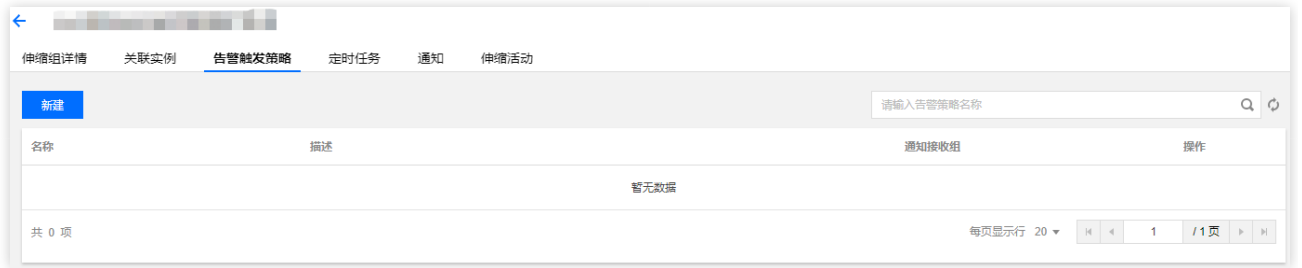 伸缩组详情 关联实例 告警触发策略 定时任务 通知 伸缩活动
新建 请输入告警策略名称
名称 描述 通知接收组 操作
暂无数据
共 0 项 每页显示行 20 1 / 1 页